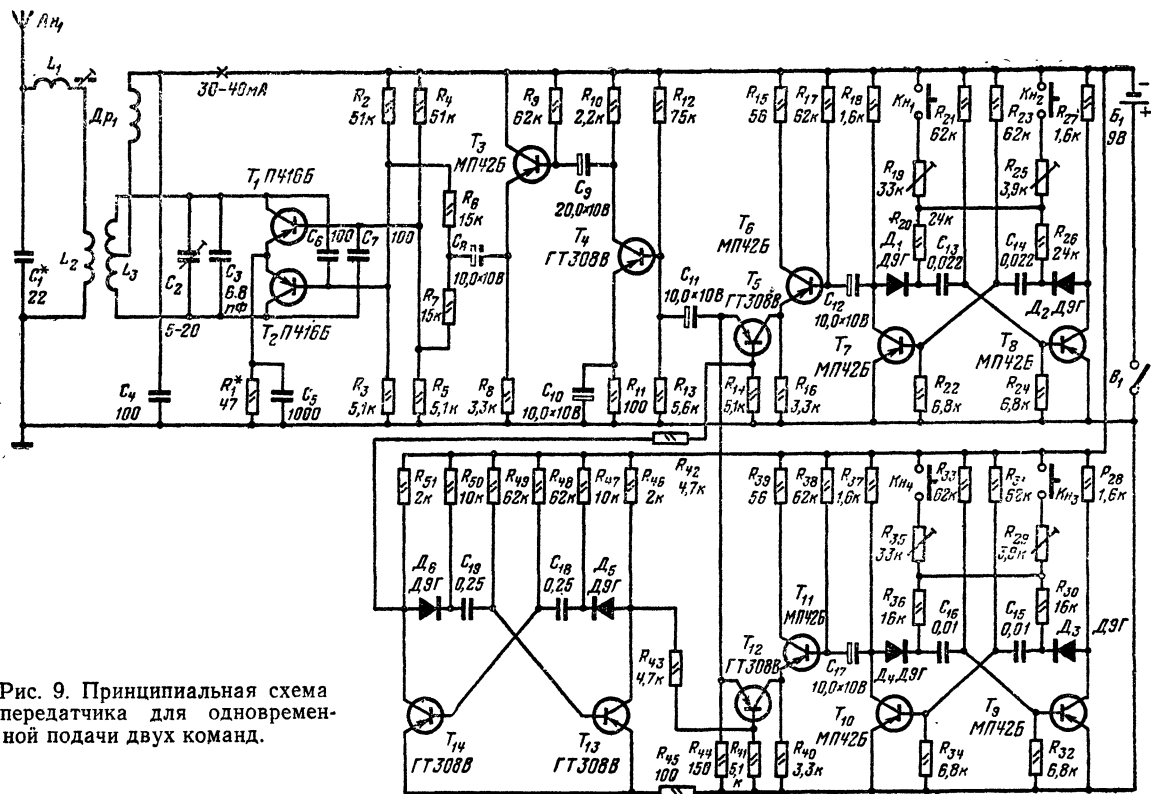 Ан₁
L₁
30-40мА
Др₁
L₂
L₃
C₁*
22
C₂
5-20
C₃
6.8
пФ
T₁ П416Б
T₂ П416Б
C₆
100
C₇
100
C₄
100
R₁*
47
C₅
1000
R₂
51к
R₄
51к
R₆
15к
R₇
15к
R₃
5,1к
R₅
5,1к
C₈
10,0×10В
T₃
МП42Б
R₈
3,3к
R₉
62к
R₁₀
2,2к
R₁₂
75к
C₉
20,0×10В
T₄
ГТ308В
C₁₀
10,0×10В
R₁₁
100
R₁₃
5,6к
C₁₁
10,0×10В
R₁₅
56
R₁₇
62к
R₁₈
1,6к
T₆
МП42Б
T₅
ГТ308В
R₁₄
5,1к
R₁₆
3,3к
C₁₂
10,0×10В
Кн₁
R₂₁
62к
R₂₃
62к
Кн₂
R₂₇
1,6к
R₁₉
33к
R₂₅
3,9к
R₂₀
24к
R₂₆
24к
Д₁
Д9Г
C₁₃
0,022
C₁₄
0,022
Д₂ Д9Г
T₇
МП42Б
T₈
МП42Б
R₂₂
6,8к
R₂₄
6,8к
Б₁
9В
В₁
R₅₁
2к
R₅₀
10к
R₄₉
62к
R₄₈
62к
R₄₇
10к
R₄₆
2к
R₄₂
4,7к
Д₆
Д9Г
C₁₉
0,25
C₁₈
0,25
Д₅
Д9Г
R₄₃
4,7к
T₁₄
ГТ308В
T₁₃
ГТ308В
R₄₅
100
R₄₄
150
R₄₁
5,1
к
R₄₀
3,3к
R₃₉
56
R₃₈
62к
R₃₇
1,6к
T₁₁
МП42Б
T₁₂
ГТ308В
C₁₇
10,0×10В
Кн₄
R₃₃
62к
Кн₃
R₂₈
1,6к
R₃₅
33к
R₂₉
R₃₆
16к
R₃₀
16к
C₁₆
0,01
C₁₅
0,01
Д₃
Д9Г
Д₄ Д9Г
T₁₀
МП42Б
T₉
МП42Б
R₃₄
6,8к
R₃₂
6,8к
Рис. 9. Принципиальная схема
передатчика для одновремен-
ной подачи двух команд.